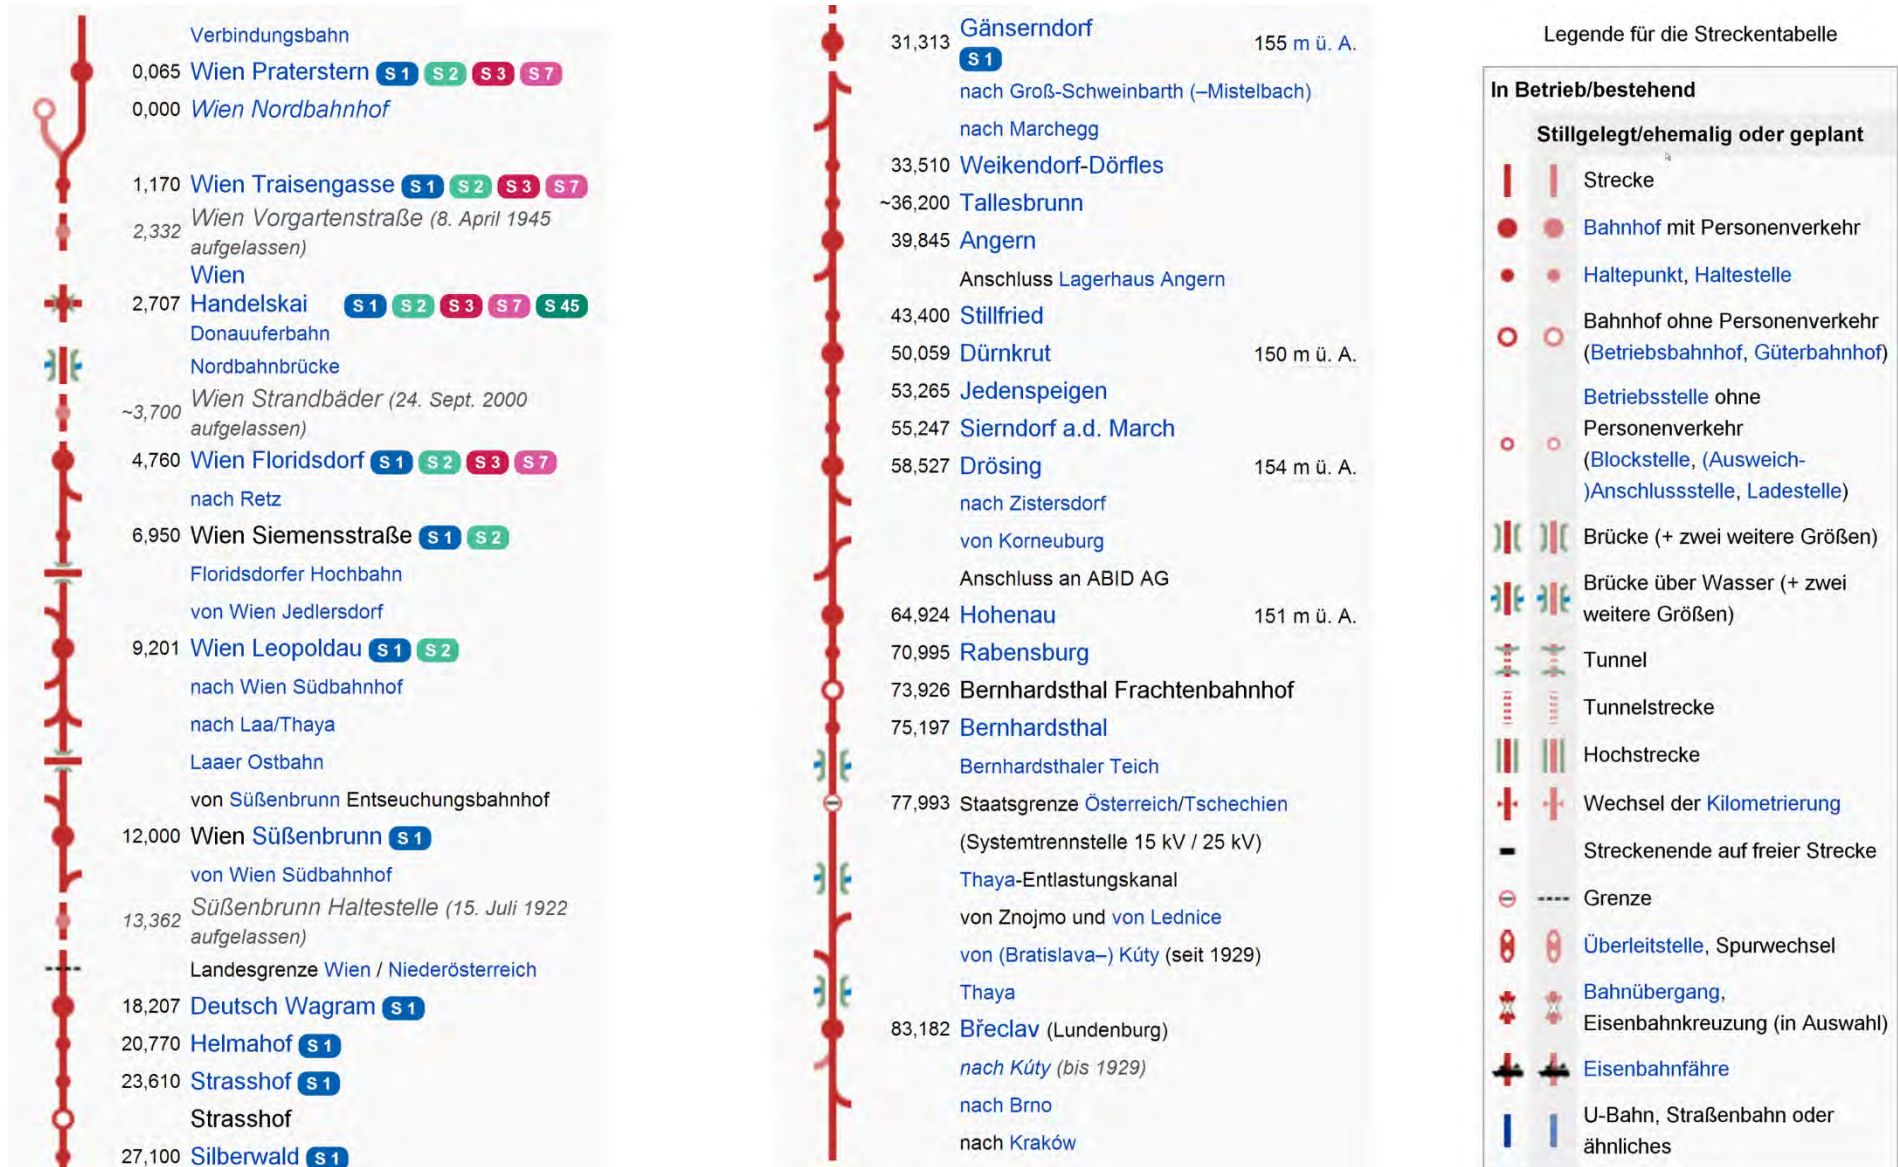 Verbindungsbahn
0,065 Wien Praterstern S 1 S 2 S 3 S 7
0,000 Wien Nordbahnhof
1,170 Wien Traisengasse S 1 S 2 S 3 S 7
Wien Vorgartenstraße (8. April 1945
2,332
aufgelassen)
Wien
2,707 Handelskai S 1 S 2 S 3 S 7 S 45
Donauuferbahn
Nordbahnbrücke
Wien Strandbäder (24. Sept. 2000
~3,700
aufgelassen)
4,760 Wien Floridsdorf S 1 S 2 S 3 S 7
nach Retz
6,950 Wien Siemensstraße S 1 S 2
Floridsdorfer Hochbahn
von Wien Jedlersdorf
9,201 Wien Leopoldau S 1 S 2
nach Wien Südbahnhof
nach Laa/Thaya
Laaer Ostbahn
von Süßenbrunn Entseuchungsbahnhof
12,000 Wien Süßenbrunn S 1
von Wien Südbahnhof
Süßenbrunn Haltestelle (15. Juli 1922
13,362
aufgelassen)
Landesgrenze Wien / Niederösterreich
18,207 Deutsch Wagram S 1
20,770 Helmahof S 1
23,610 Strasshof S 1
Strasshof
27,100 Silberwald S 1
Gänserndorf
31,313 155 m ü. A.
S 1
nach Groß-Schweinbarth (–Mistelbach)
nach Marchegg
33,510 Weikendorf-Dörfles
~36,200 Tallesbrunn
39,845 Angern
Anschluss Lagerhaus Angern
43,400 Stillfried
50,059 Dürnkrut 150 m ü. A.
53,265 Jedenspeigen
55,247 Sierndorf a.d. March
58,527 Drösing 154 m ü. A.
nach Zistersdorf
von Korneuburg
Anschluss an ABID AG
64,924 Hohenau 151 m ü. A.
70,995 Rabensburg
73,926 Bernhardsthal Frachtenbahnhof
75,197 Bernhardsthal
Bernhardsthaler Teich
77,993 Staatsgrenze Österreich/Tschechien
(Systemtrennstelle 15 kV / 25 kV)
Thaya-Entlastungskanal
von Znojmo und von Lednice
von (Bratislava–) Kúty (seit 1929)
Thaya
83,182 Břeclav (Lundenburg)
nach Kúty (bis 1929)
nach Brno
nach Kraków
Legende für die Streckentabelle
In Betrieb/bestehend
Stillgelegt/ehemalig oder geplant
Strecke
Bahnhof mit Personenverkehr
Haltepunkt, Haltestelle
Bahnhof ohne Personenverkehr
(Betriebsbahnhof, Güterbahnhof)
Betriebsstelle ohne
Personenverkehr
(Blockstelle, (Ausweich-
)Anschlussstelle, Ladestelle)
Brücke (+ zwei weitere Größen)
Brücke über Wasser (+ zwei
weitere Größen)
Tunnel
Tunnelstrecke
Hochstrecke
Wechsel der Kilometrierung
Streckenende auf freier Strecke
Grenze
Überleitstelle, Spurwechsel
Bahnübergang,
Eisenbahnkreuzung (in Auswahl)
Eisenbahnfähre
U-Bahn, Straßenbahn oder
ähnliches